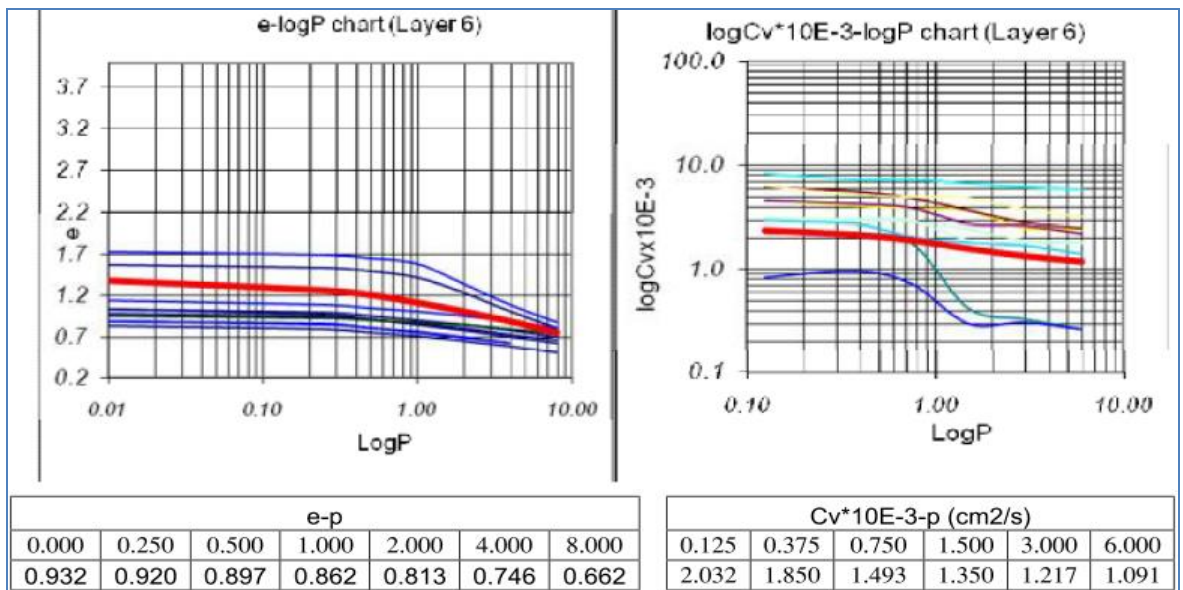 e-logP chart (Layer 6)
3.7
3.2
2.7
2.2
1.7
1.2
0.7
0.2
e
0.01 0.10 1.00 10.00
LogP
logCv*10E-3-logP chart (Layer 6)
100.0
10.0
1.0
0.1
logCvx10E-3
0.10 1.00 10.00
LogP
e-p
0.000 0.250 0.500 1.000 2.000 4.000 8.000
0.932 0.920 0.897 0.862 0.813 0.746 0.662
Cv*10E-3-p (cm2/s)
0.125 0.375 0.750 1.500 3.000 6.000
2.032 1.850 1.493 1.350 1.217 1.091